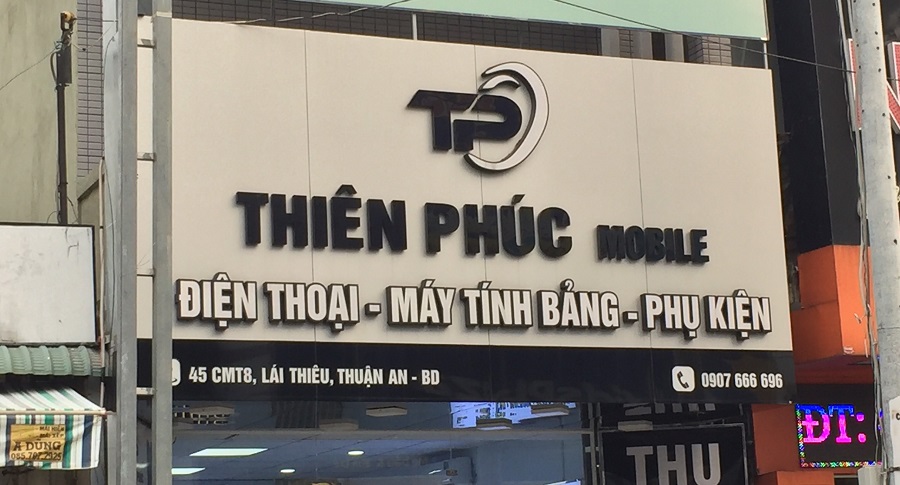 TP
THIÊN PHÚC MOBILE
ĐIỆN THOẠI - MÁY TÍNH BẢNG - PHỤ KIỆN
45 CMT8, LÁI THIÊU, THUẬN AN - BD
0907 666 696
ĐT:
THU
A DŨNG